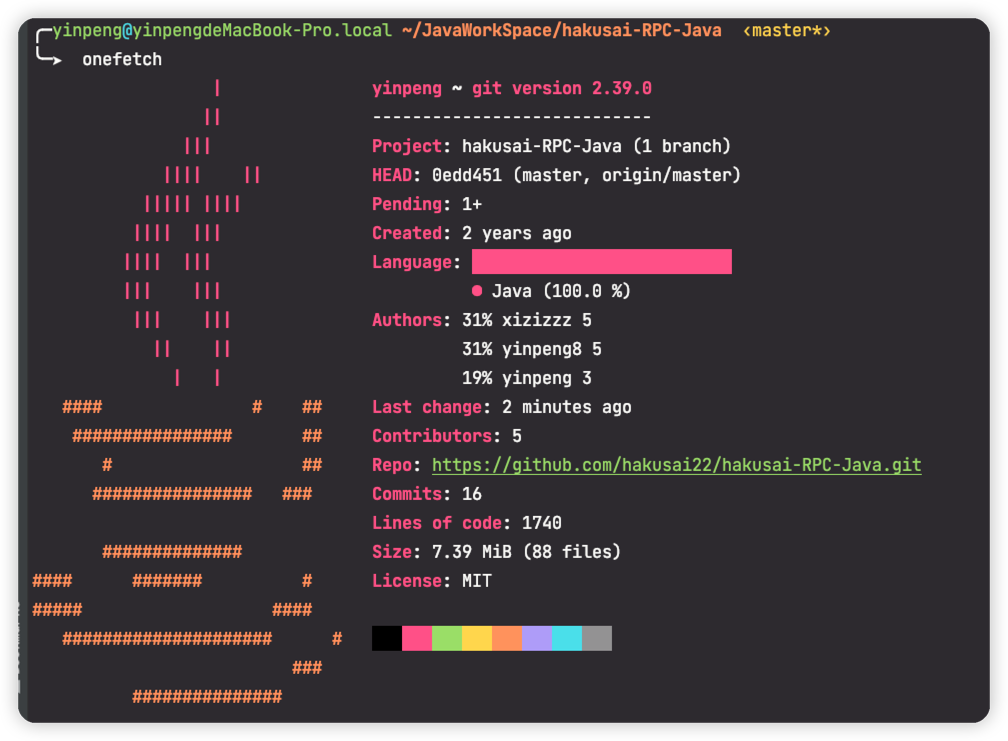 yinpeng@yinpengdeMacBook-Pro.local ~/JavaWorkSpace/hakusai-RPC-Java ‹master*›
onefetch
yinpeng ~ git version 2.39.0
----------------------------
Project: hakusai-RPC-Java (1 branch)
HEAD: 0edd451 (master, origin/master)
Pending: 1+
Created: 2 years ago
Language:
● Java (100.0 %)
Authors: 31% xizizzz 5
31% yinpeng8 5
19% yinpeng 3
Last change: 2 minutes ago
Contributors: 5
Repo: https://github.com/hakusai22/hakusai-RPC-Java.git
Commits: 16
Lines of code: 1740
Size: 7.39 MiB (88 files)
License: MIT